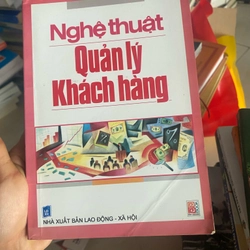 Nghệ thuật
Quản lý
Khách hàng
NHÀ XUẤT BẢN LAO ĐỘNG - XÃ HỘI